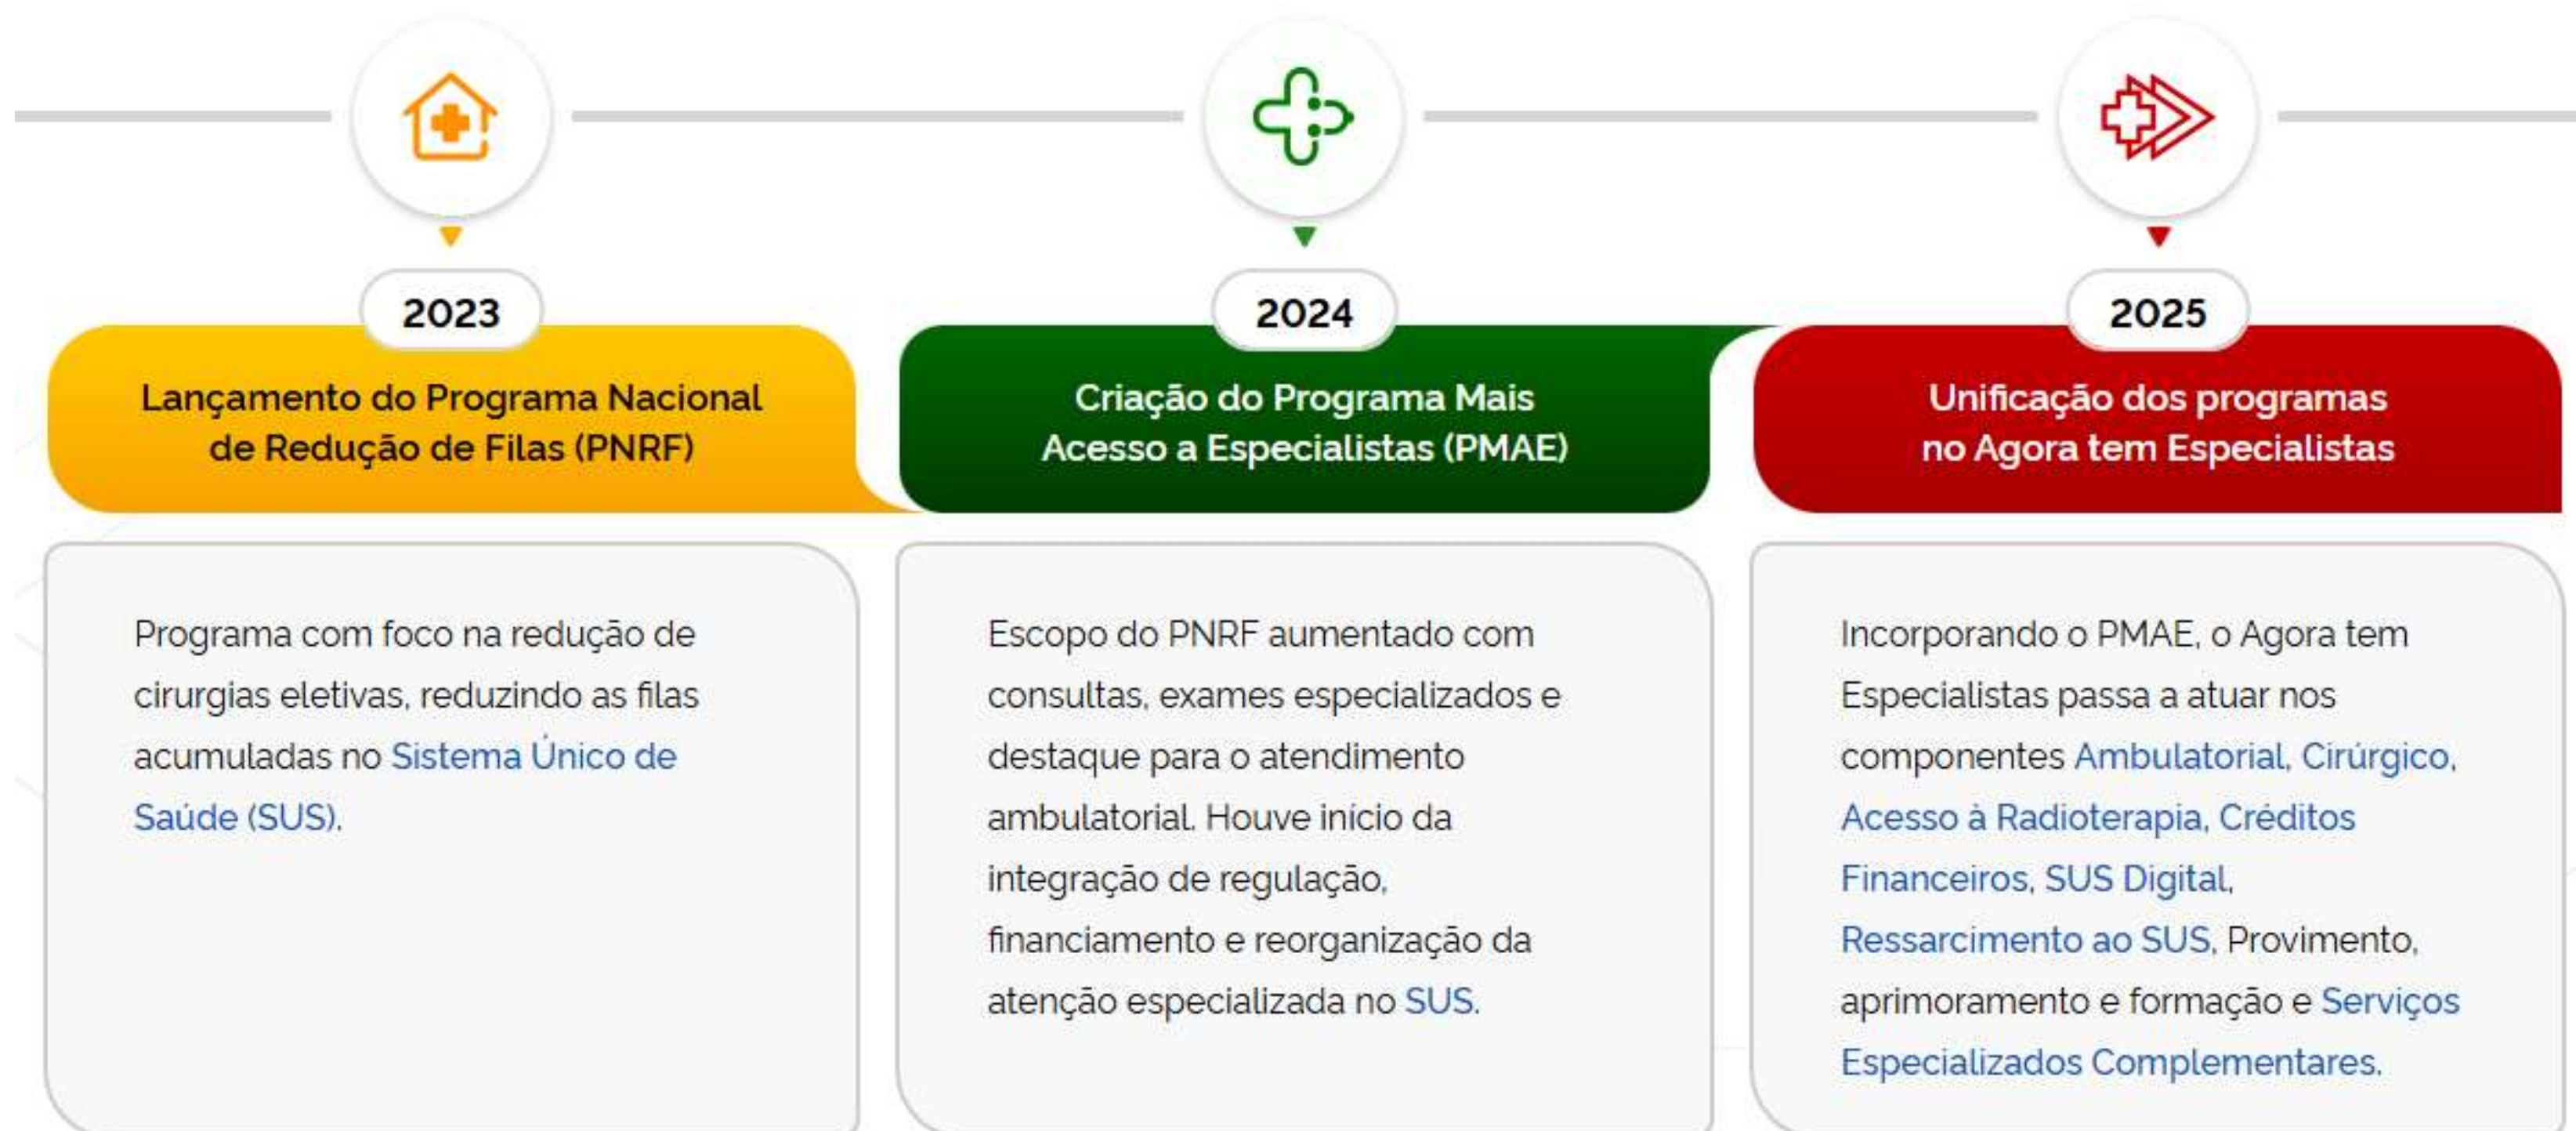 2023
Lançamento do Programa Nacional
de Redução de Filas (PNRF)
Programa com foco na redução de
cirurgias eletivas, reduzindo as filas
acumuladas no Sistema Único de
Saúde (SUS).
2024
Criação do Programa Mais
Acesso a Especialistas (PMAE)
Escopo do PNRF aumentado com
consultas, exames especializados e
destaque para o atendimento
ambulatorial. Houve início da
integração de regulação,
financiamento e reorganização da
atenção especializada no SUS.
2025
Unificação dos programas
no Agora tem Especialistas
Incorporando o PMAE, o Agora tem
Especialistas passa a atuar nos
componentes Ambulatorial, Cirúrgico,
Acesso à Radioterapia, Créditos
Financeiros, SUS Digital,
Ressarcimento ao SUS, Provimento,
aprimoramento e formação e Serviços
Especializados Complementares.